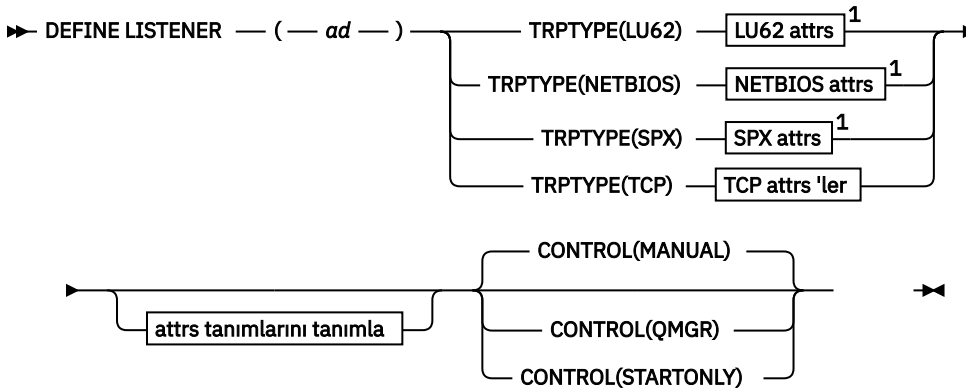 DEFINE LISTENER ( ad ) TRPTYPE(LU62) LU62 attrs 1
TRPTYPE(NETBIOS) NETBIOS attrs 1
TRPTYPE(SPX) SPX attrs 1
TRPTYPE(TCP) TCP attrs 'ler
CONTROL(MANUAL)
attrs tanımlarını tanımla
CONTROL(QMGR)
CONTROL(STARTONLY)